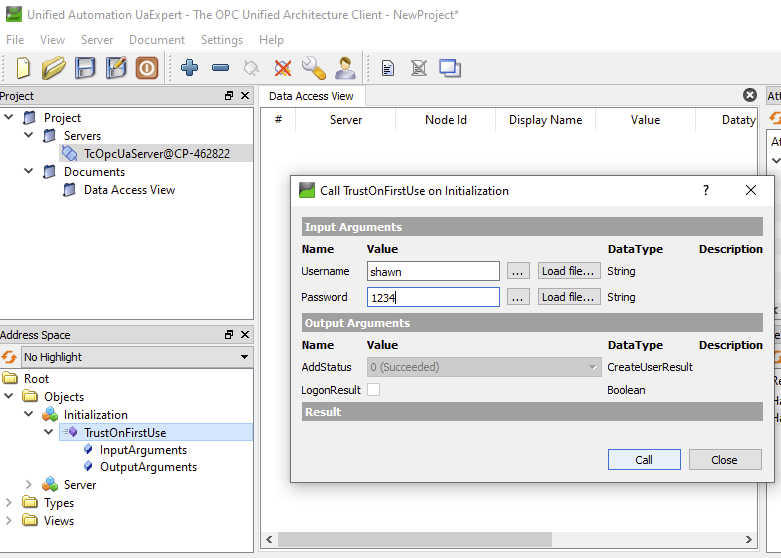 Unified Automation UaExpert - The OPC Unified Architecture Client - NewProject*
File View Server Document Settings Help
Project
Data Access View
Att
Project
Servers
TcOpcUaServer@CP-462822
Documents
Data Access View
# Server Node Id Display Name Value Dataty
Call TrustOnFirstUse on Initialization ?
Input Arguments
Name Value DataType Description
Username shawn ... Load file... String
Password 1234 ... Load file... String
Output Arguments
Name Value DataType Description
AddStatus 0 (Succeeded) CreateUserResult
LogonResult Boolean
Result
Call Close
Address Space
No Highlight
Root
Objects
Initialization
TrustOnFirstUse
InputArguments
OutputArguments
Server
Types
Views